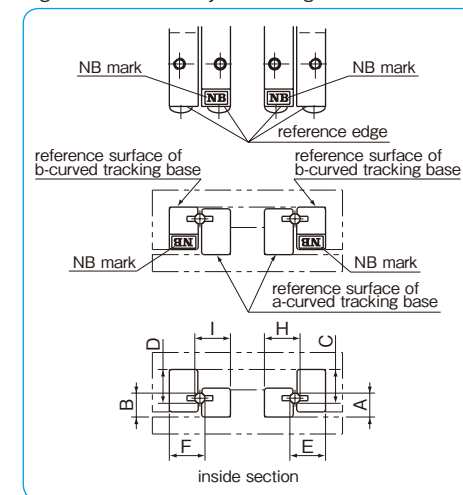 NB mark
NB mark
NB
NB
reference edge
reference surface of
b-curved tracking base
reference surface of
b-curved tracking base
NB
NB
NB mark
NB mark
reference surface of
a-curved tracking base
D
B
I
H
C
A
F
E
inside section